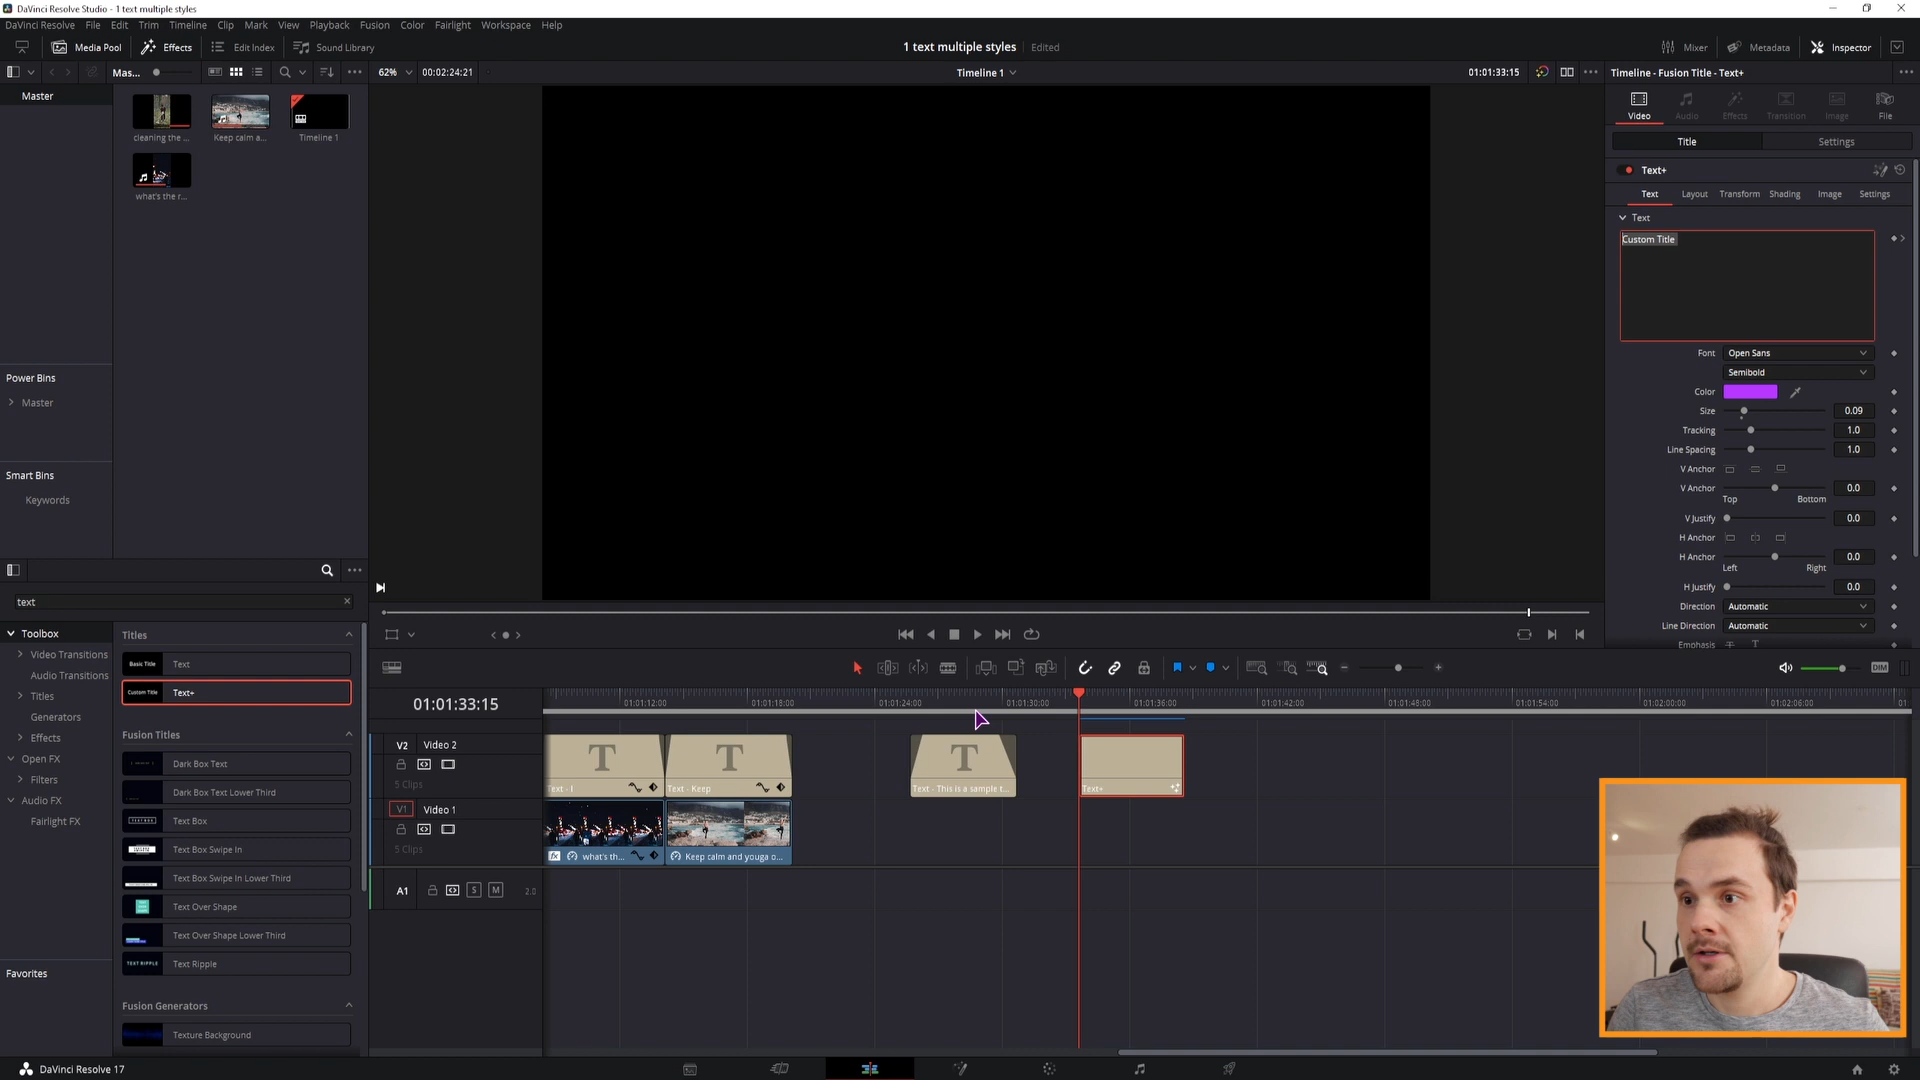 DaVinci Resolve Studio - 1 text multiple styles
DaVinci Resolve File Edit Trim Timeline Clip Mark View Playback Fusion Color Fairlight Workspace Help
Media Pool Effects Edit Index Sound Library 1 text multiple styles Edited Mixer Metadata Inspector
Mas... 62% 00:02:24:21 Timeline 1 01:01:33:15 Timeline - Fusion Title - Text+
Master
cleaning the ... Keep calm a... Timeline 1
what's the r...
Power Bins
Master
Smart Bins
Keywords
Video Audio Effects Transition Image File
Title Settings
Text+
Text Layout Transform Shading Image Settings
Text
Custom Title
Font Open Sans
Semibold
Color
Size 0.09
Tracking 1.0
Line Spacing 1.0
V Anchor
V Anchor 0.0
Top Bottom
V Justify 0.0
H Anchor
H Anchor 0.0
Left Right
H Justify 0.0
Direction Automatic
Line Direction Automatic
Emphasis T
text
Toolbox
Video Transitions
Audio Transitions
Titles
Generators
Effects
Open FX
Filters
Audio FX
Fairlight FX
Favorites
Titles
Basic Title Text
Custom Title Text+
Fusion Titles
Dark Box Text
Dark Box Text Lower Third
Text Box
Text Box Swipe In
Text Box Swipe In Lower Third
Text Over Shape
Text Over Shape Lower Third
TEXT RIPPLE Text Ripple
Fusion Generators
Texture Background
DIM
01:01:33:15
01:01:12:00 01:01:18:00 01:01:24:00 01:01:30:00 01:01:36:00 01:01:42:00 01:01:48:00 01:01:54:00 01:02:00:00 01:02:06:00
V2 Video 2
5 Clips
T T T
Text - I Text - Keep Text - This is a sample t... Text+
V1 Video 1
5 Clips
fx what's th... Keep calm and youga o...
A1 S M 2.0
DaVinci Resolve 17